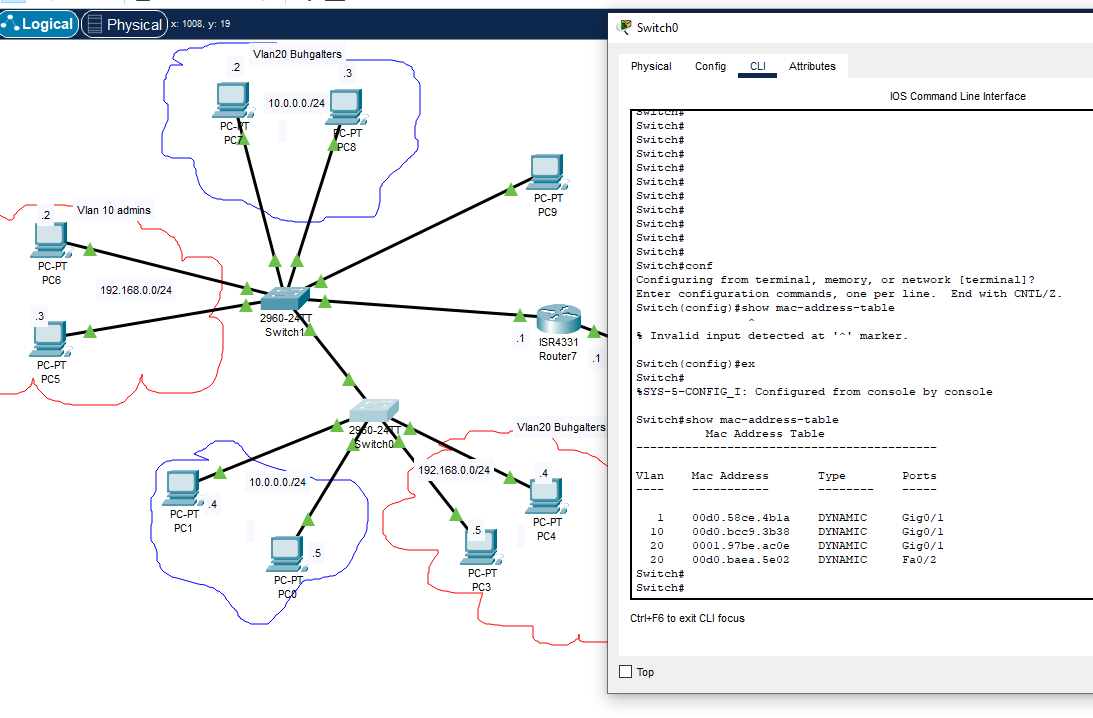 Logical
Physical
x: 1008, y: 19
Vlan20 Buhgalters
.2
.3
10.0.0.0./24
PC-PT
PC7
PC-PT
PC8
PC-PT
PC9
.2
Vlan 10 admins
PC-PT
PC6
192.168.0.0/24
.3
PC-PT
PC5
2960-24TT
Switch1
.1
ISR4331
Router7
.1
2960-24TT
Switch0
Vlan20 Buhgalters
192.168.0.0/24
10.0.0.0./24
.4
PC-PT
PC1
.4
PC-PT
PC4
.5
PC-PT
PC3
.5
PC-PT
PC0
Switch0
Physical
Config
CLI
Attributes
IOS Command Line Interface
Switch#
Switch#
Switch#
Switch#
Switch#
Switch#
Switch#
Switch#
Switch#
Switch#
Switch#
Switch#conf
Configuring from terminal, memory, or network [terminal]?
Enter configuration commands, one per line.  End with CNTL/Z.
Switch(config)#show mac-address-table
^
% Invalid input detected at '^' marker.
Switch(config)#ex
Switch#
%SYS-5-CONFIG_I: Configured from console by console
Switch#show mac-address-table
Mac Address Table
-------------------------------------------
Vlan    Mac Address       Type        Ports
----    -----------       --------    -----
1    00d0.58ce.4b1a    DYNAMIC     Gig0/1
10    00d0.bcc9.3b38    DYNAMIC     Gig0/1
20    0001.97be.ac0e    DYNAMIC     Gig0/1
20    00d0.baea.5e02    DYNAMIC     Fa0/2
Switch#
Switch#
Ctrl+F6 to exit CLI focus
Top